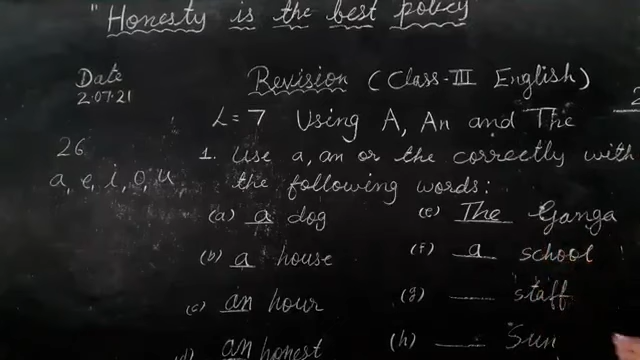 "Honesty is the best policy
Date
2.07.21
Revision (Class-III English)
L=7 Using A, An and The
26
a, e, i, o, u
1. Use a, an or the correctly with
the following words:
(a) a dog
(b) a house
(c) an hour
(d) an honest
(e) The Ganga
(f) a school
(g) ____ staff
(h) ____ Sun